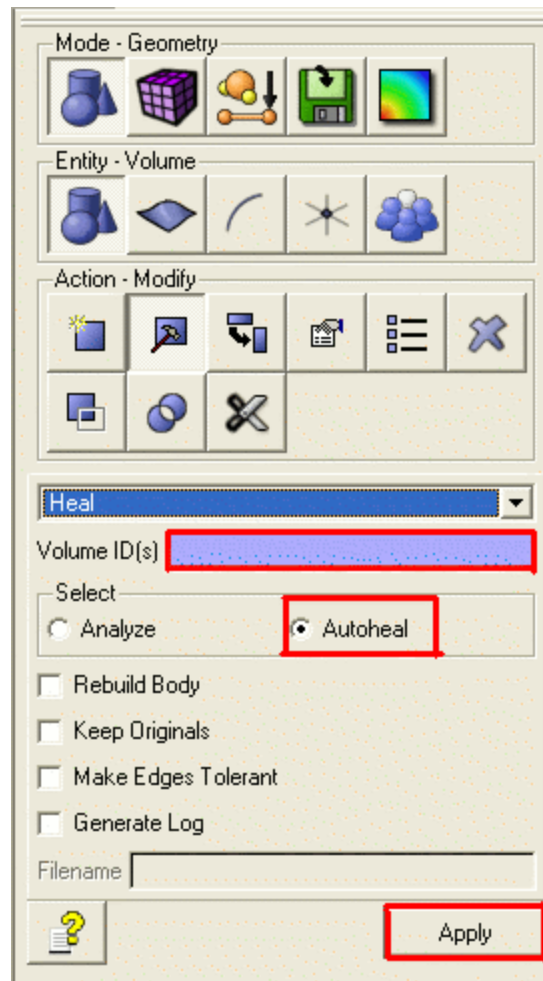 Mode - Geometry
Entity - Volume
Action - Modify
Heal
Volume ID(s)
Select
Analyze Autoheal
Rebuild Body
Keep Originals
Make Edges Tolerant
Generate Log
Filename
Apply